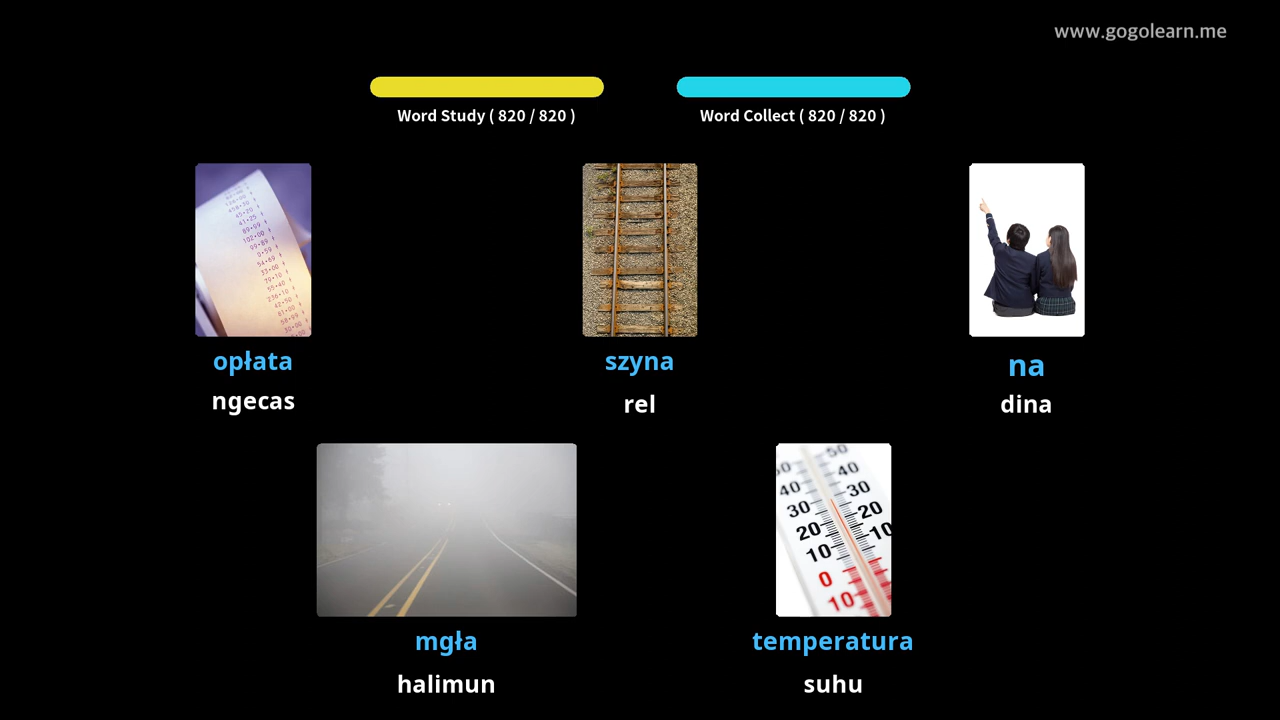 www.gogolearn.me
Word Study ( 820 / 820 )
Word Collect ( 820 / 820 )
opłata
ngecas
szyna
rel
na
dina
mgła
halimun
temperatura
suhu